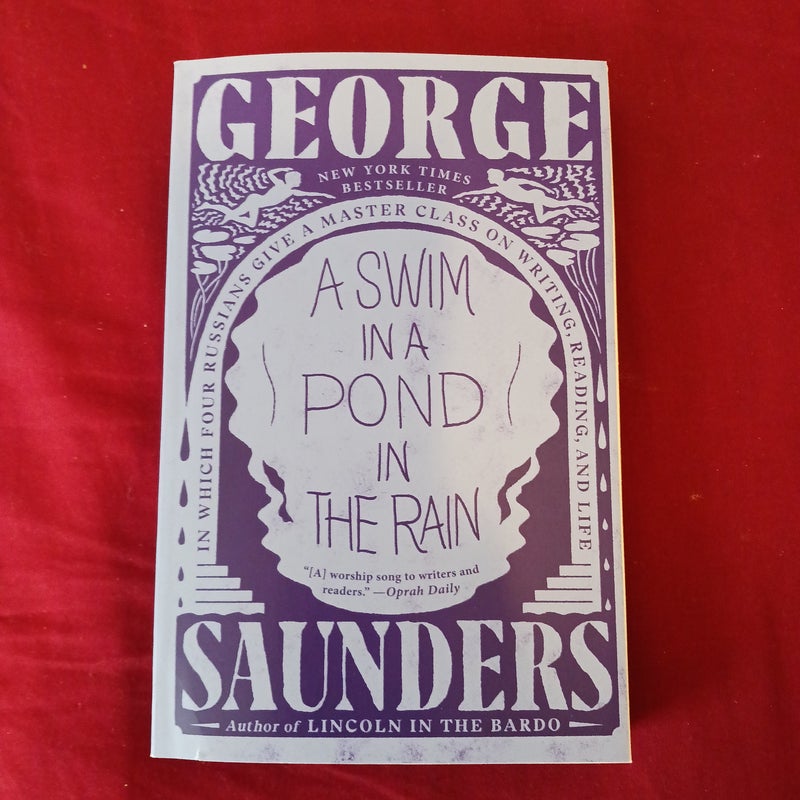 GEORGE
NEW YORK TIMES
BESTSELLER
IN WHICH FOUR RUSSIANS GIVE A MASTER CLASS ON WRITING, READING, AND LIFE
A SWIM
IN A
POND
IN
THE RAIN
“[A] worship song to writers and
readers.” —Oprah Daily
SAUNDERS
Author of LINCOLN IN THE BARDO